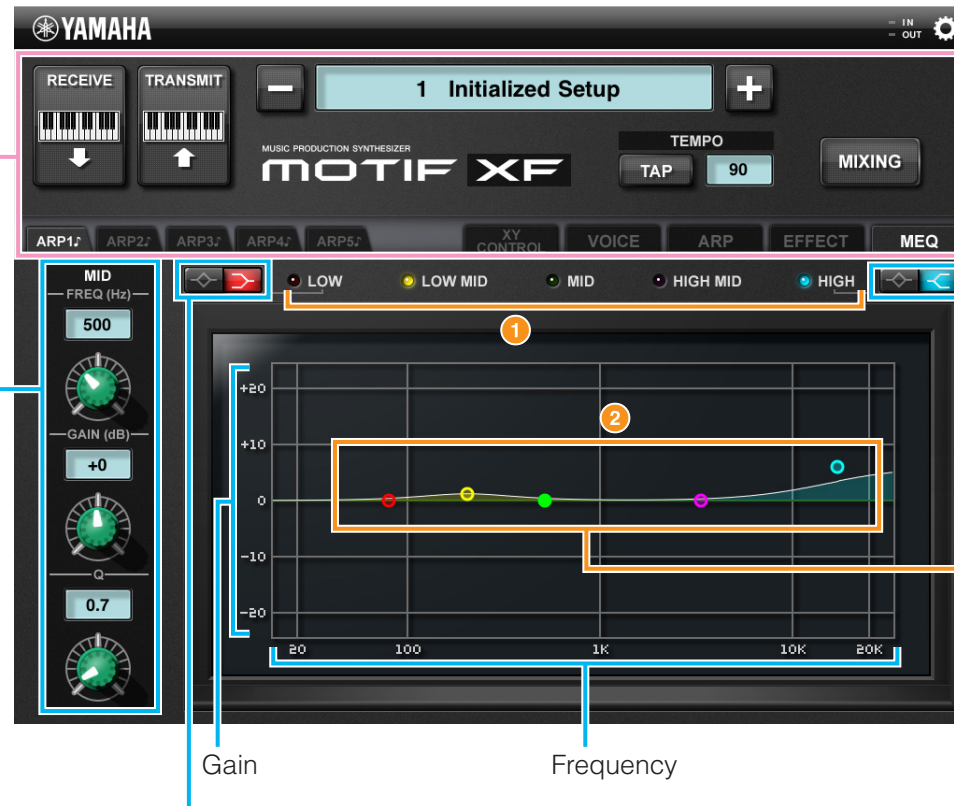 YAMAHA
IN
OUT
RECEIVE
TRANSMIT
1 Initialized Setup
MUSIC PRODUCTION SYNTHESIZER
MOTIF XF
TEMPO
TAP
90
MIXING
ARP1♪ ARP2♪ ARP3♪ ARP4♪ ARP5♪
XY CONTROL
VOICE
ARP
EFFECT
MEQ
MID
FREQ (Hz)
500
GAIN (dB)
+0
Q
0.7
LOW
LOW MID
MID
HIGH MID
HIGH
1
2
+20
+10
0
-10
-20
20 100 1K 10K 20K
Gain
Frequency